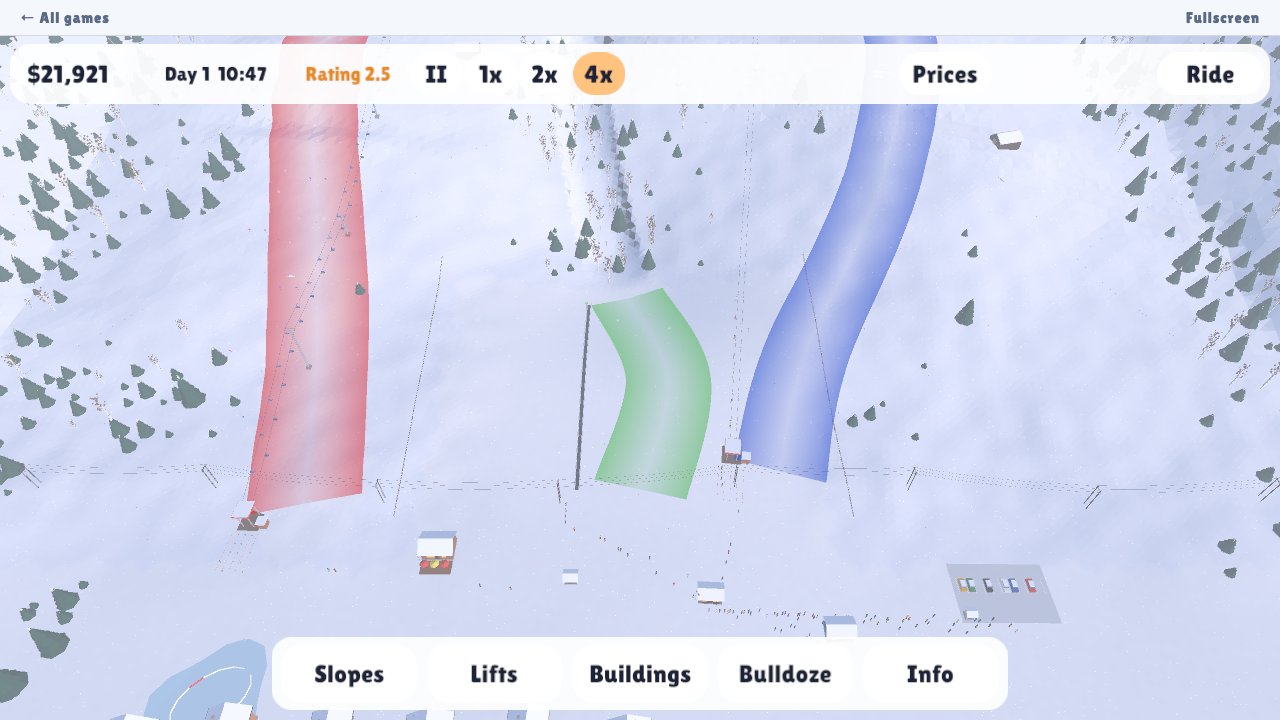 ← All games
Fullscreen
$21,921
Day 1 10:47
Rating 2.5
II
1x
2x
4x
Prices
Ride
Slopes
Lifts
Buildings
Bulldoze
Info